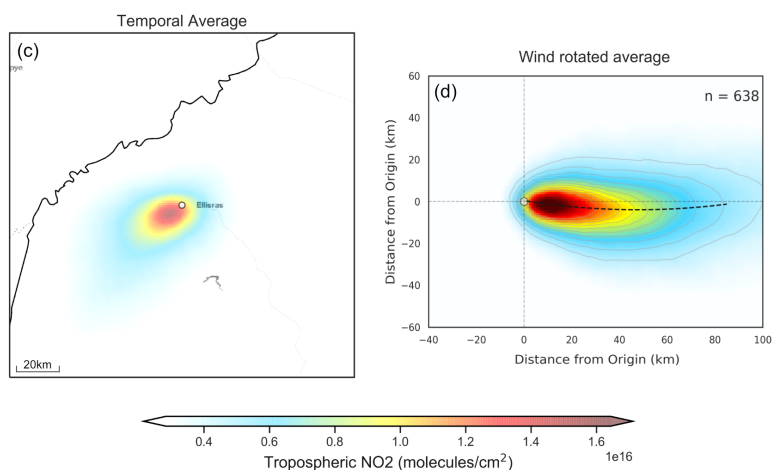 Temporal Average
(c)
oye
Ellisras
20km
Wind rotated average
(d)
n = 638
60
40
20
0
−20
−40
−60
Distance from Origin (km)
−40 −20 0 20 40 60 80 100
Distance from Origin (km)
0.4 0.6 0.8 1.0 1.2 1.4 1.6
1e16
Tropospheric NO2 (molecules/cm²)